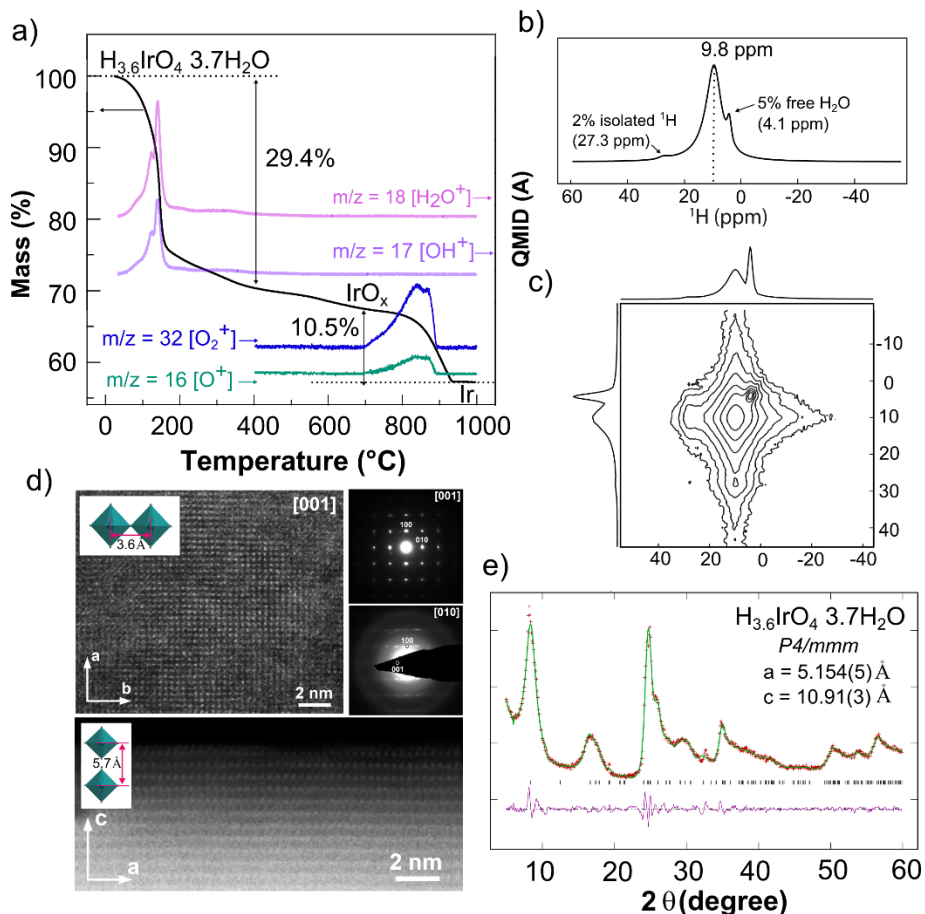 a)
H3.6IrO4 3.7H2O
100
90
80
70
60
Mass (%)
29.4%
m/z = 18 [H2O+]
m/z = 17 [OH+]
IrOx
10.5%
m/z = 32 [O2+]
m/z = 16 [O+]
Ir
0 200 400 600 800 1000
Temperature (°C)
QMID (A)
b)
9.8 ppm
2% isolated 1H
(27.3 ppm)
5% free H2O
(4.1 ppm)
60 40 20 0 -20 -40
1H (ppm)
c)
-10
0
10
20
30
40
40 20 0 -20 -40
d)
[001]
3.6Å
a
b
2 nm
[001]
100
010
[010]
100
001
5.7Å
c
a
2 nm
e)
H3.6IrO4 3.7H2O
P4/mmm
a = 5.154(5) Å
c = 10.91(3) Å
10 20 30 40 50 60
2 θ (degree)